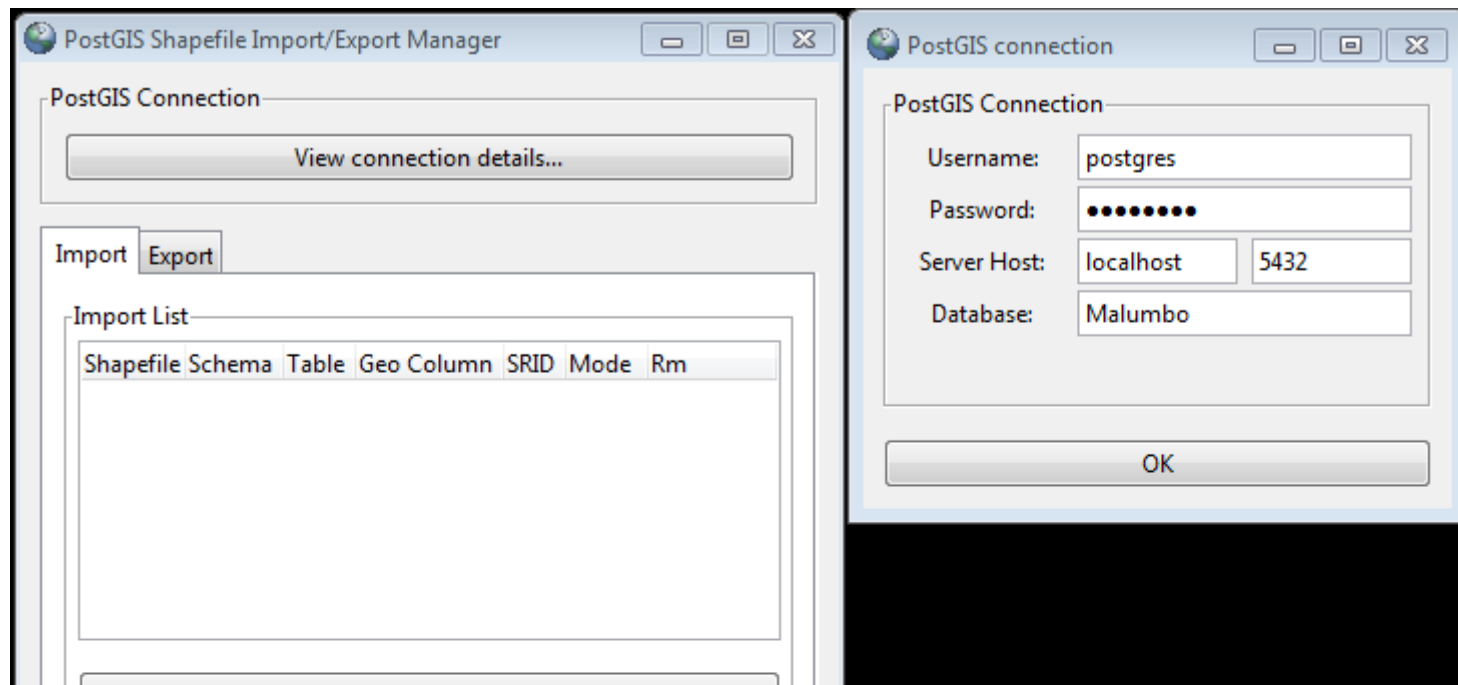 PostGIS Shapefile Import/Export Manager
PostGIS Connection
View connection details...
Import Export
Import List
Shapefile Schema Table Geo Column SRID Mode Rm
PostGIS connection
PostGIS Connection
Username: postgres
Password: ●●●●●●●●
Server Host: localhost 5432
Database: Malumbo
OK